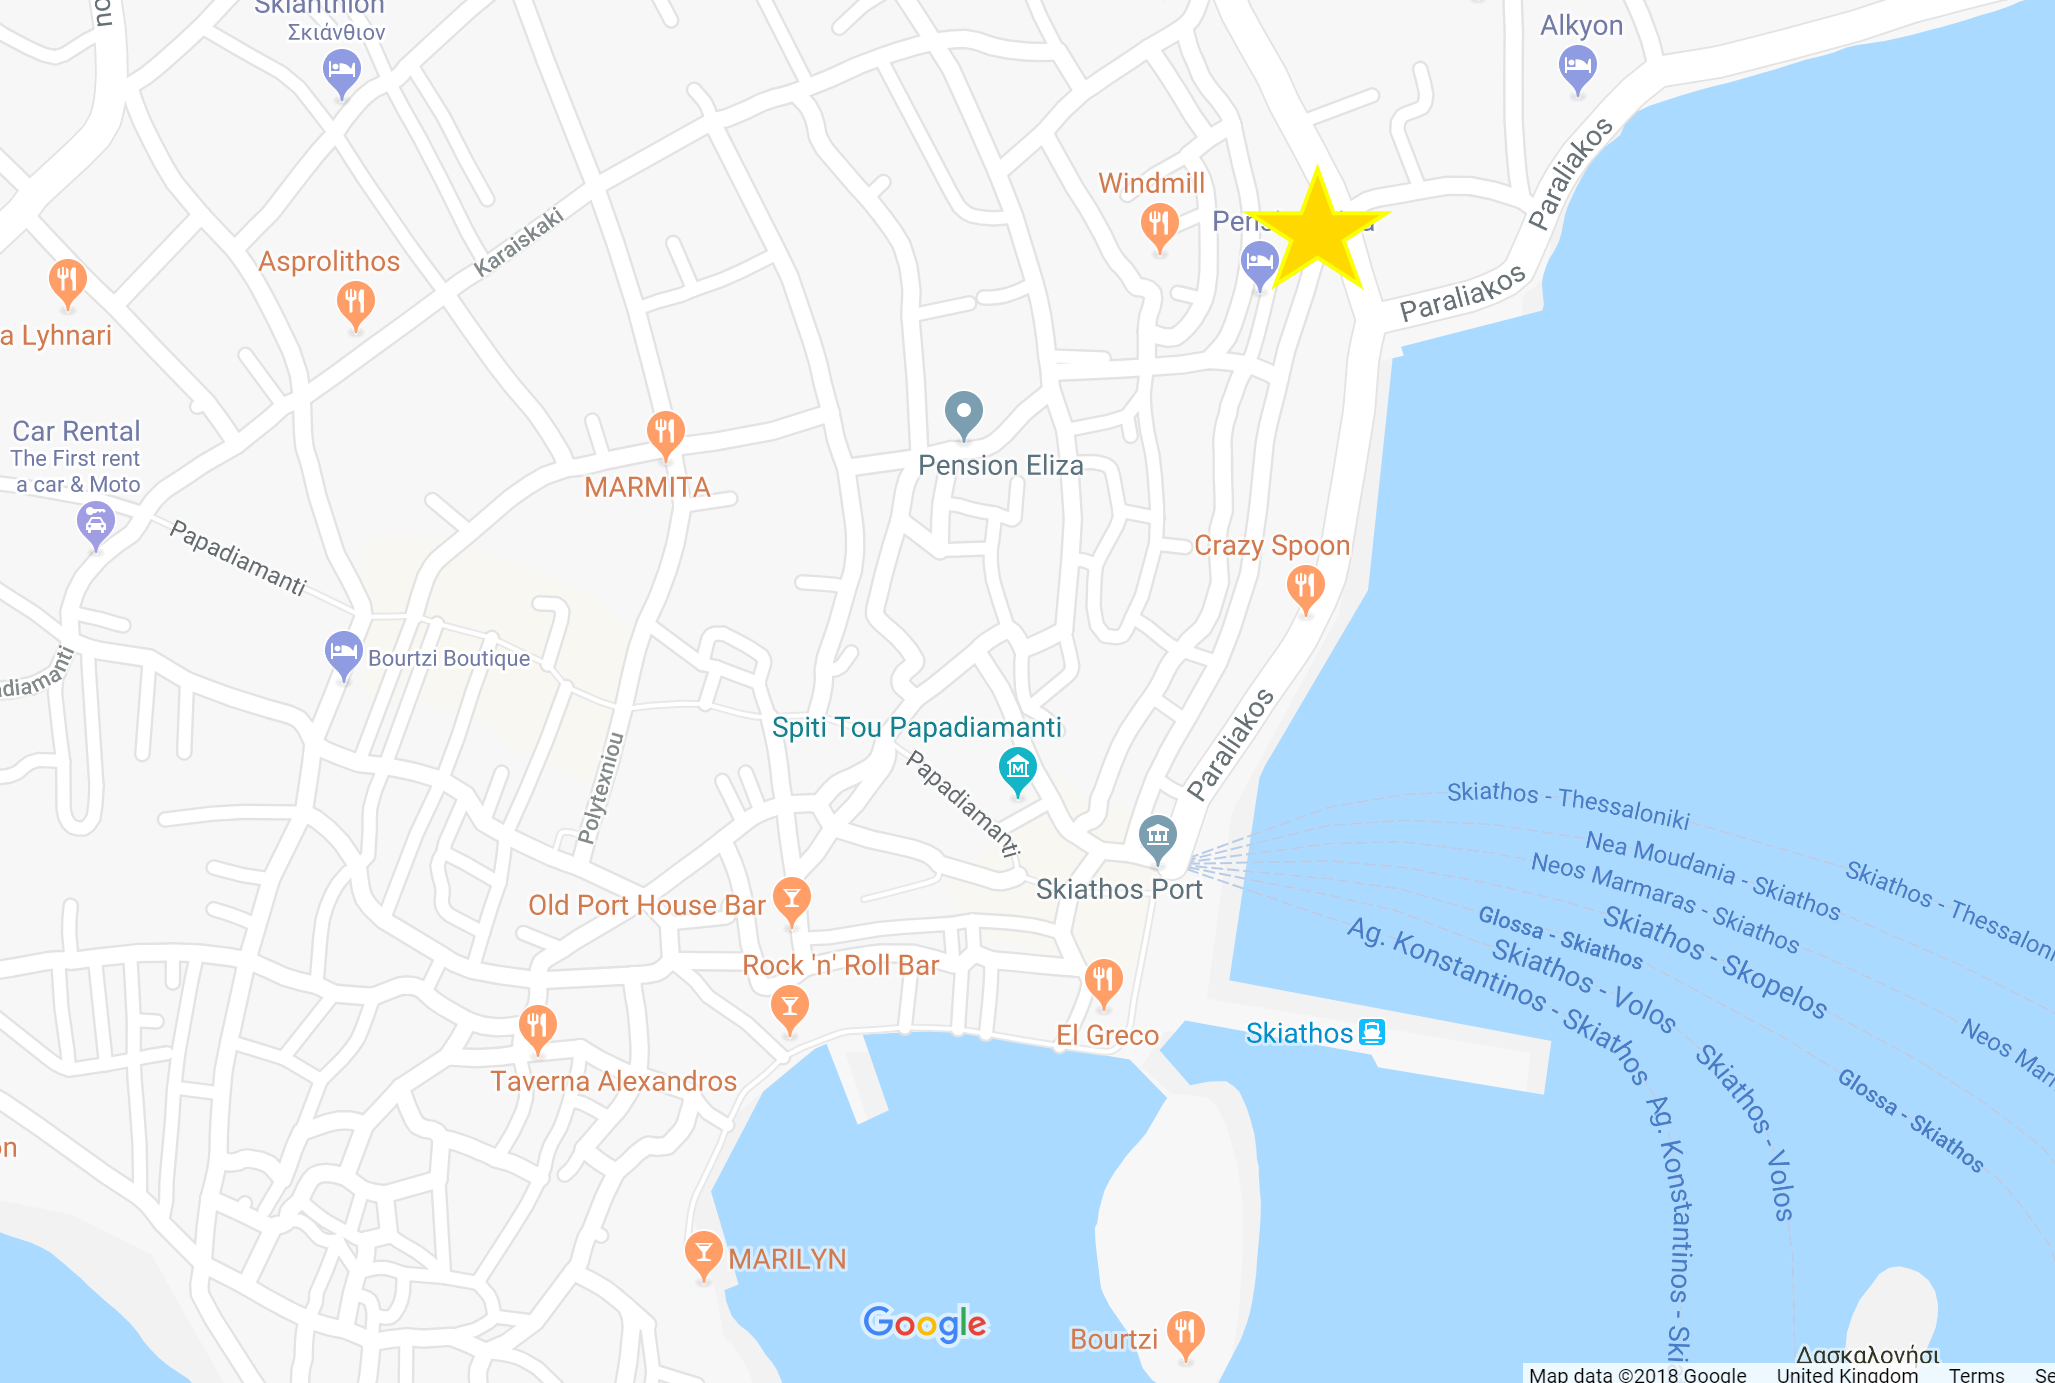 Skianthion
Σκιάνθιον
Alkyon
Paraliakos
Windmill
Karaiskaki
Asprolithos
Paraliakos
a Lyhnari
Car Rental
The First rent
a car & Moto
Pension Eliza
MARMITA
Papadiamanti
Crazy Spoon
Bourtzi Boutique
adiamanti
Paraliakos
Spiti Tou Papadiamanti
Polytexniou
Papadiamanti
Skiathos - Thessaloniki
Nea Moudania - Skiathos
Neos Marmaras - Skiathos
Skiathos - Thessaloni
Skiathos Port
Old Port House Bar
Glossa - Skiathos
Skiathos - Skopelos
Ag. Konstantinos - Skiathos
Skiathos - Volos
Rock 'n' Roll Bar
El Greco
Skiathos
Neos Marm
Skiathos - Volos
Glossa - Skiathos
Taverna Alexandros
Ag. Konstantinos - Ski
on
MARILYN
Google
Bourtzi
Δασκαλονήσι
Map data ©2018 Google United Kingdom Terms Se